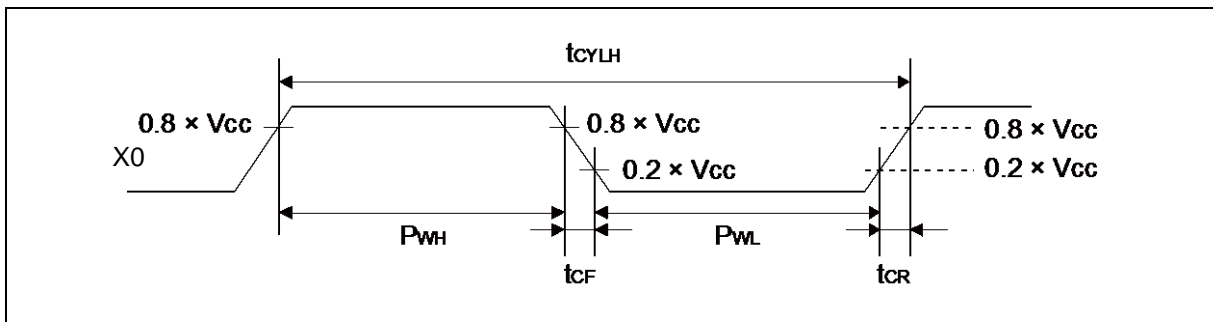 tCYLH
0.8 × VCC
0.8 × VCC
0.8 × VCC
X0
0.2 × VCC
0.2 × VCC
PWH
PWL
tCF
tCR